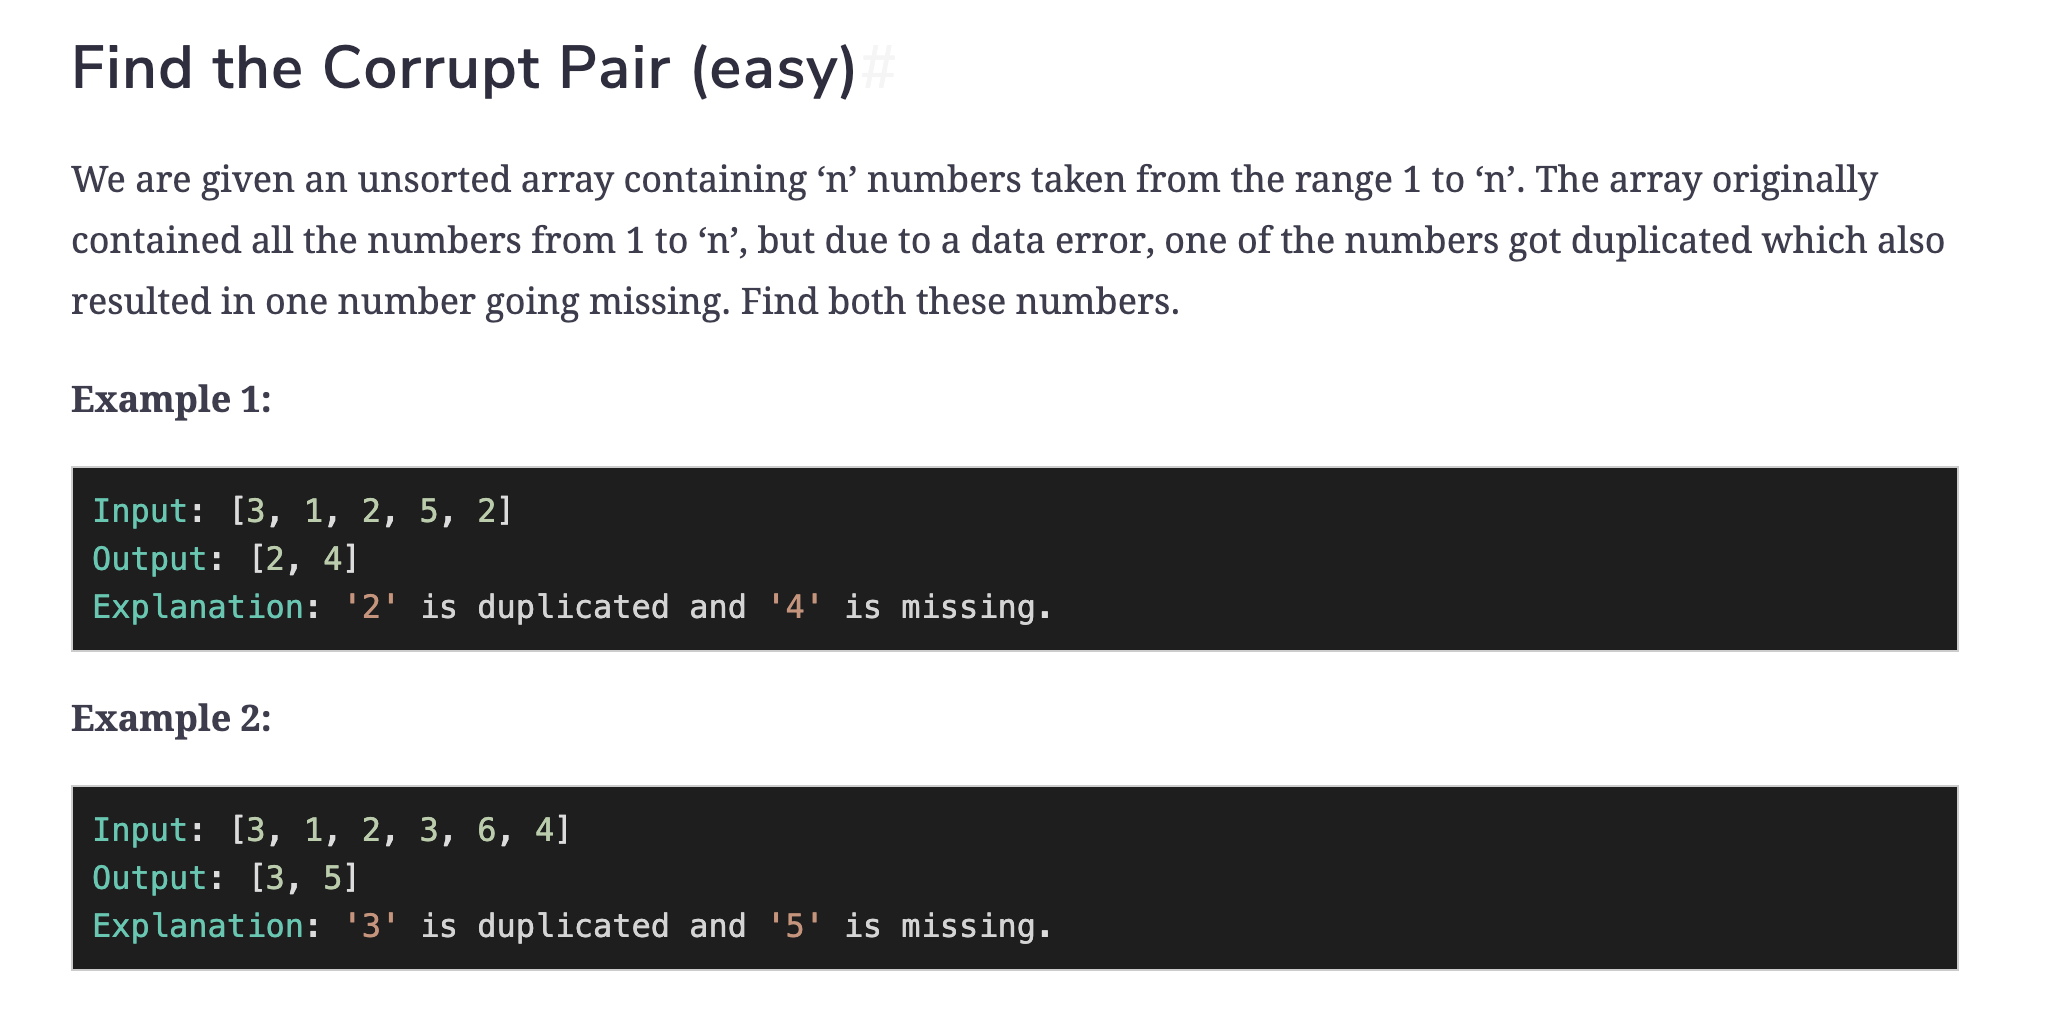 Find the Corrupt Pair (easy)#
We are given an unsorted array containing ‘n’ numbers taken from the range 1 to ‘n’. The array originally
contained all the numbers from 1 to ‘n’, but due to a data error, one of the numbers got duplicated which also
resulted in one number going missing. Find both these numbers.
Example 1:
Input: [3, 1, 2, 5, 2]
Output: [2, 4]
Explanation: '2' is duplicated and '4' is missing.
Example 2:
Input: [3, 1, 2, 3, 6, 4]
Output: [3, 5]
Explanation: '3' is duplicated and '5' is missing.